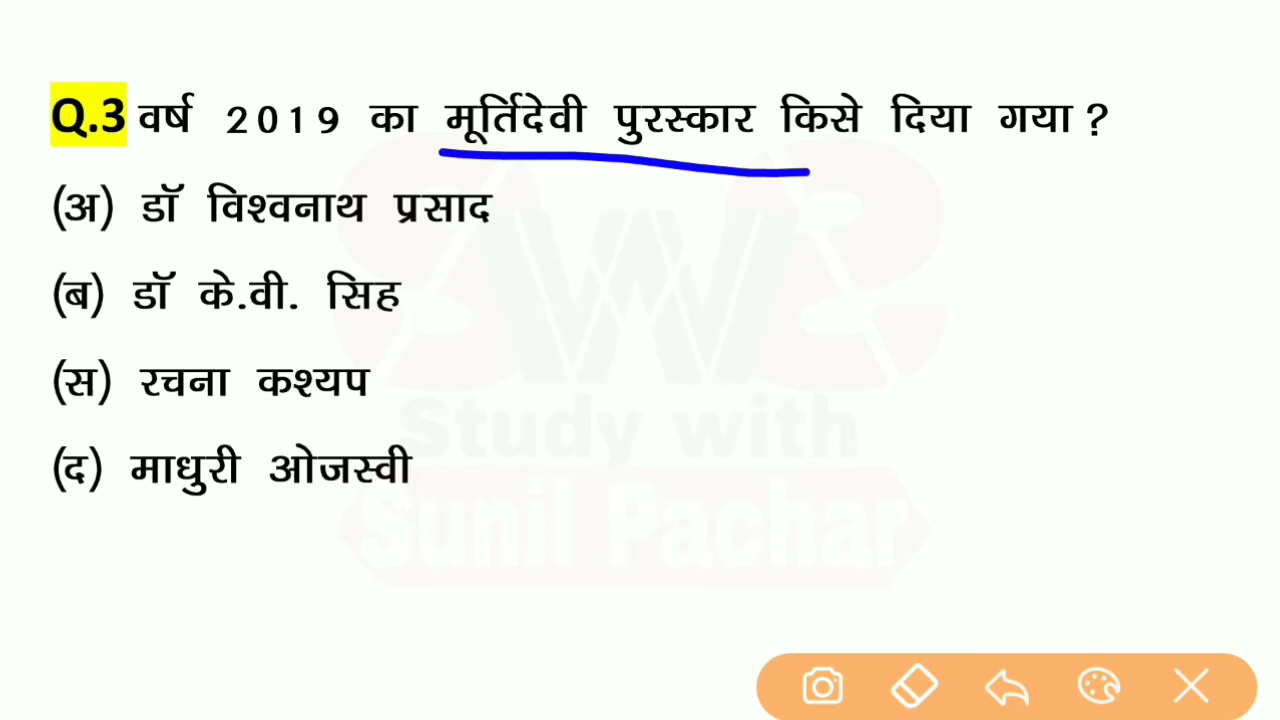 Q.3 वर्ष 2019 का मूर्तिदेवी पुरस्कार किसे दिया गया ?
(अ) डॉ विश्वनाथ प्रसाद
(ब) डॉ के.वी. सिह
(स) रचना कश्यप
(द) माधुरी ओजस्वी
Study with
Sunil Pachar